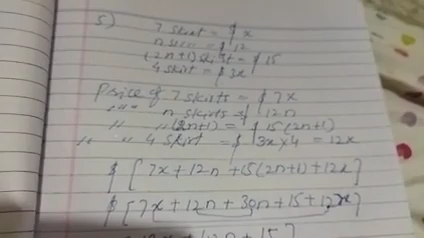 5) 7 skirt = $ x
n skirt = $ 12
(2n+1) skirt = $ 15
4 skirt = $ 3x
Price of 7 skirts = $ 7x
" " n skirts = $ 12n
" " (2n+1) = $ 15(2n+1)
" " 4 skirt = $ 3x×4 = 12x
$ [7x + 12n + 15(2n+1) + 12x]
$ [7x + 12n + 30n + 15 + 12x]
+ 12n + 15]